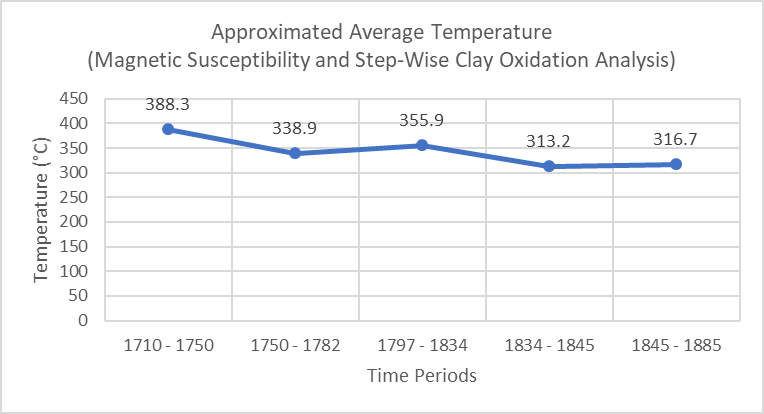 Approximated Average Temperature
(Magnetic Susceptibility and Step-Wise Clay Oxidation Analysis)
450
400
350
300
250
200
150
100
50
0
Temperature (°C)
388.3
338.9
355.9
313.2
316.7
1710 - 1750
1750 - 1782
1797 - 1834
1834 - 1845
1845 - 1885
Time Periods